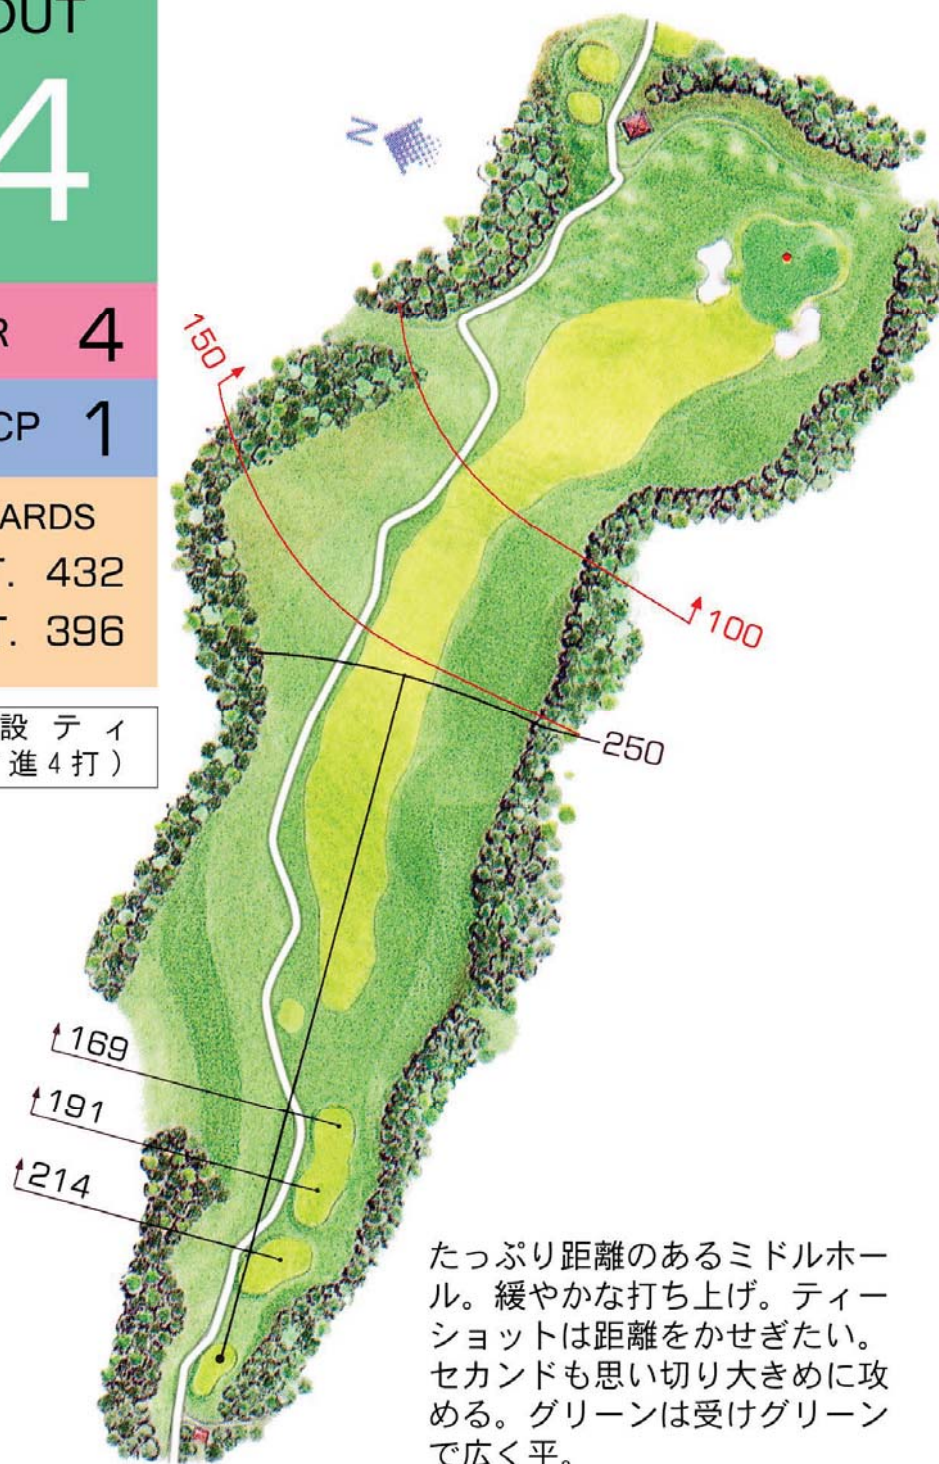 OUT
4
R 4
CP 1
ARDS
T. 432
T. 396
設 ティ
進4打）
N
150
100
250
169
191
214
たっぷり距離のあるミドルホー
ル。緩やかな打ち上げ。ティー
ショットは距離をかせぎたい。
セカンドも思い切り大きめに攻
める。グリーンは受けグリーン
で広く平。